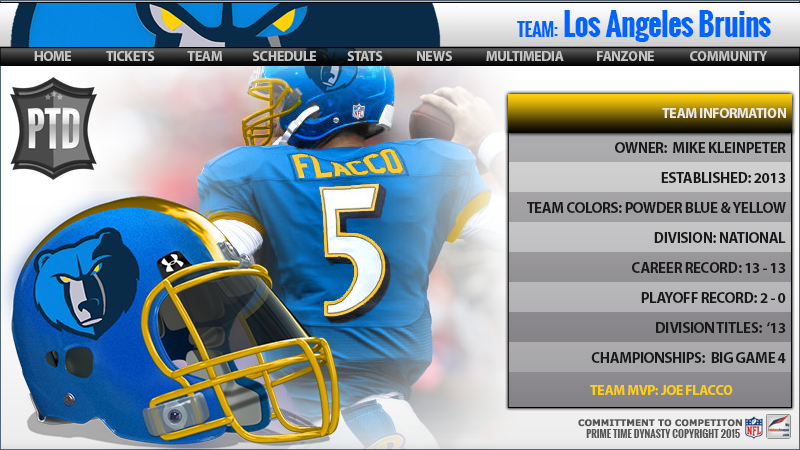 TEAM: Los Angeles Bruins
HOME TICKETS TEAM SCHEDULE STATS NEWS MULTIMEDIA FANZONE COMMUNITY
PTD
FLACCO
5
TEAM INFORMATION
OWNER: MIKE KLEINPETER
ESTABLISHED: 2013
TEAM COLORS: POWDER BLUE & YELLOW
DIVISION: NATIONAL
CAREER RECORD: 13 - 13
PLAYOFF RECORD: 2 - 0
DIVISION TITLES: ‘13
CHAMPIONSHIPS: BIG GAME 4
TEAM MVP: JOE FLACCO
COMMITTMENT TO COMPETITON
PRIME TIME DYNASTY COPYRIGHT 2015
NFL